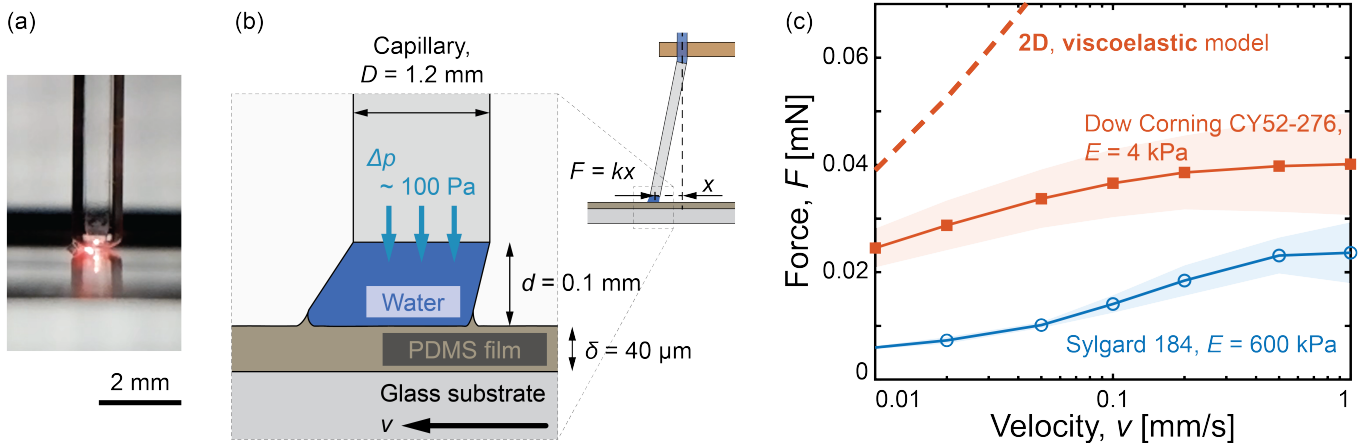 (a)
2 mm
(b)
Capillary,
D = 1.2 mm
Δp
~ 100 Pa
Water
d = 0.1 mm
PDMS film
δ = 40 μm
Glass substrate
v
F = kx
x
(c)
Force, F [mN]
0.06
0.04
0.02
0
0.01
0.1
1
Velocity, v [mm/s]
2D, viscoelastic model
Dow Corning CY52-276,
E = 4 kPa
Sylgard 184, E = 600 kPa